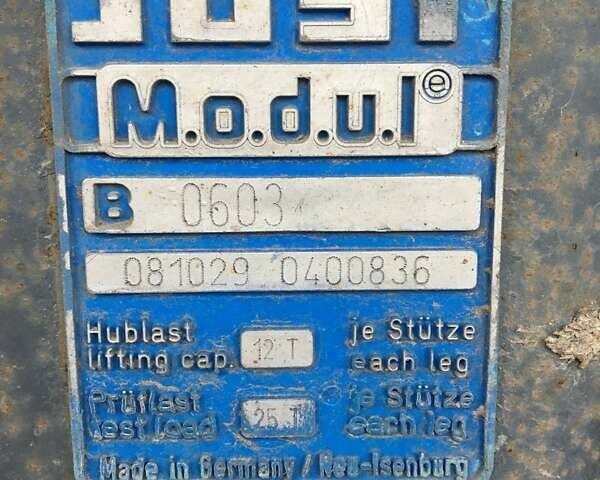 JOST
M.o.d.u.l e
B 0603
081029 0400836
Hublast 12 T je Stütze
lifting cap. each leg
Prüflast 25 T je Stütze
test load each leg
Made in Germany / Neu-Isenburg